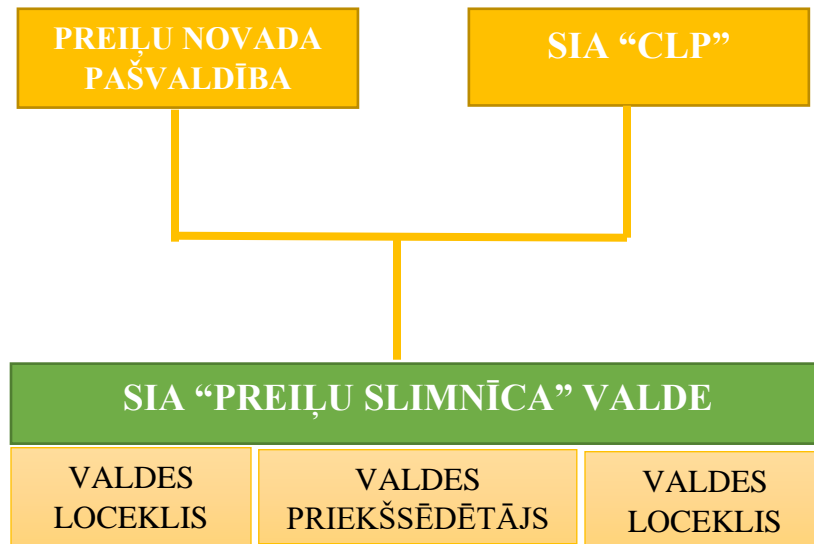 PREIĻU NOVADA
PAŠVALDĪBA
SIA “CLP”
SIA “PREIĻU SLIMNĪCA” VALDE
VALDES
LOCEKLIS
VALDES
PRIEKŠSĒDĒTĀJS
VALDES
LOCEKLIS